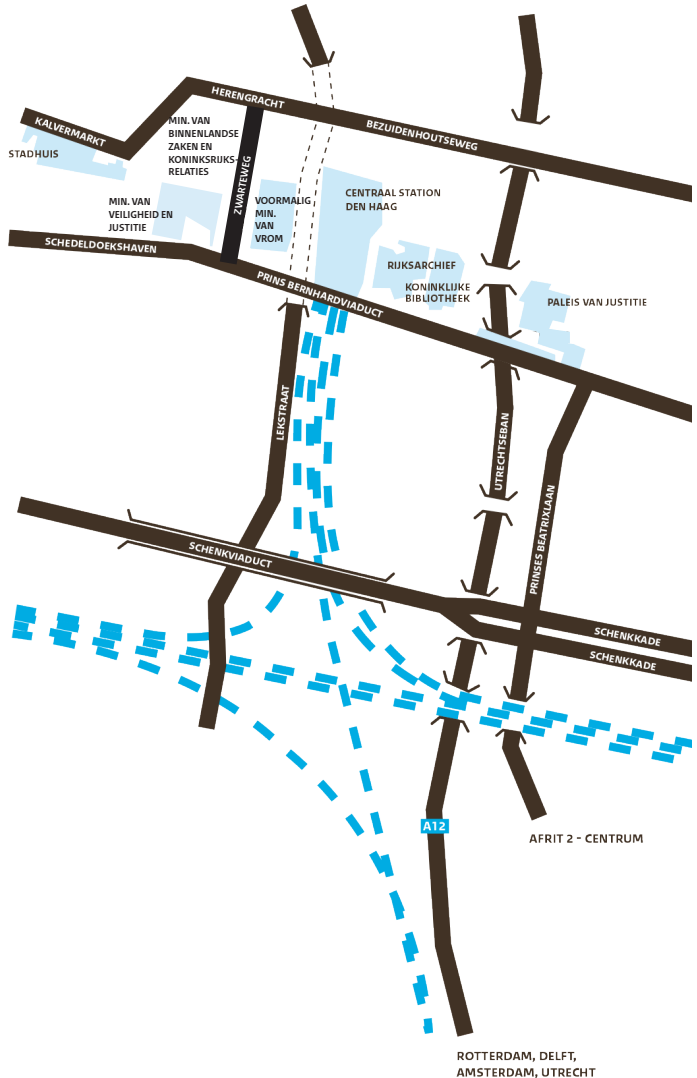 HERENGRACHT
KALVERMARKT
BEZUIDENHOUTSEWEG
STADHUIS
MIN. VAN
BINNENLANDSE
ZAKEN EN
KONINKSRIJKS-
RELATIES
ZWARTEWEG
MIN. VAN
VEILIGHEID EN
JUSTITIE
VOORMALIG
MIN.
VAN
VROM
CENTRAAL STATION
DEN HAAG
SCHEDELDOEKSHAVEN
PRINS BERNHARDVIADUCT
RIJKSARCHIEF
KONINKLIJKE
BIBLIOTHEEK
PALEIS VAN JUSTITIE
LEKSTRAAT
UTRECHTSEBAN
PRINSES BEATRIXLAAN
SCHENKVIADUCT
SCHENKKADE
SCHENKKADE
A12
AFRIT 2 - CENTRUM
ROTTERDAM, DELFT,
AMSTERDAM, UTRECHT